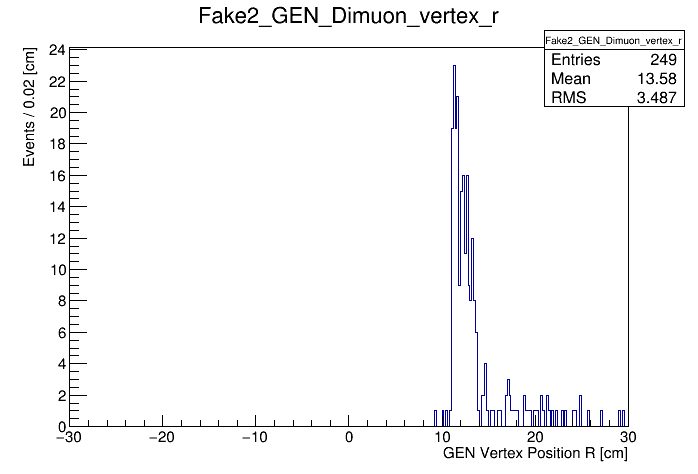 Fake2_GEN_Dimuon_vertex_r
Fake2_GEN_Dimuon_vertex_r
Entries 249
Mean 13.58
RMS 3.487
Events / 0.02 [cm]
24
22
20
18
16
14
12
10
8
6
4
2
0
−30 −20 −10 0 10 20 30
GEN Vertex Position R [cm]